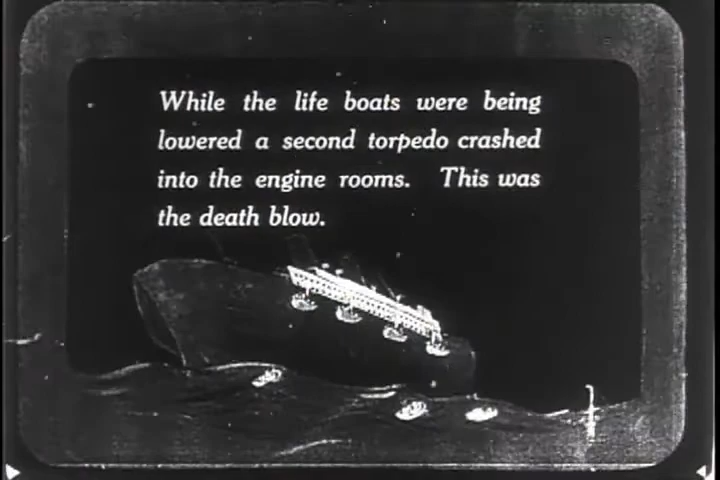 While the life boats were being
lowered a second torpedo crashed
into the engine rooms. This was
the death blow.